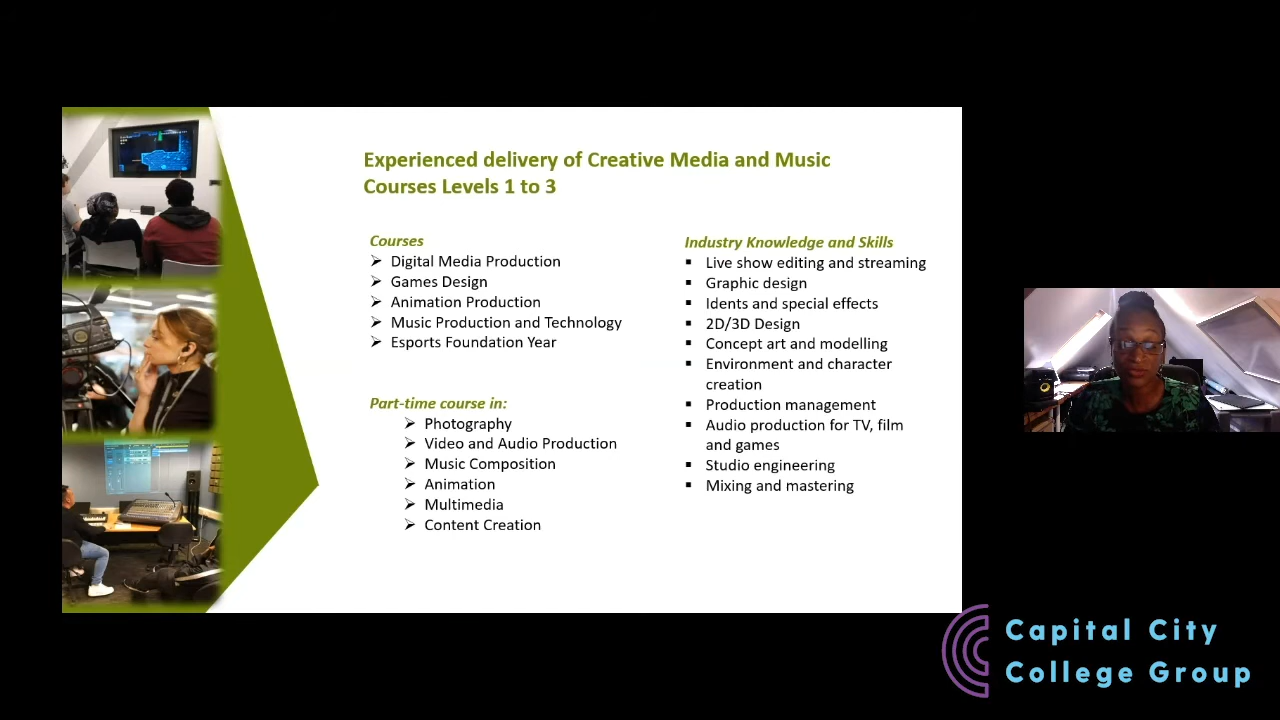 Experienced delivery of Creative Media and Music
Courses Levels 1 to 3
Courses
Digital Media Production
Games Design
Animation Production
Music Production and Technology
Esports Foundation Year
Part-time course in:
Photography
Video and Audio Production
Music Composition
Animation
Multimedia
Content Creation
Industry Knowledge and Skills
Live show editing and streaming
Graphic design
Idents and special effects
2D/3D Design
Concept art and modelling
Environment and character
creation
Production management
Audio production for TV, film
and games
Studio engineering
Mixing and mastering
Capital City
College Group